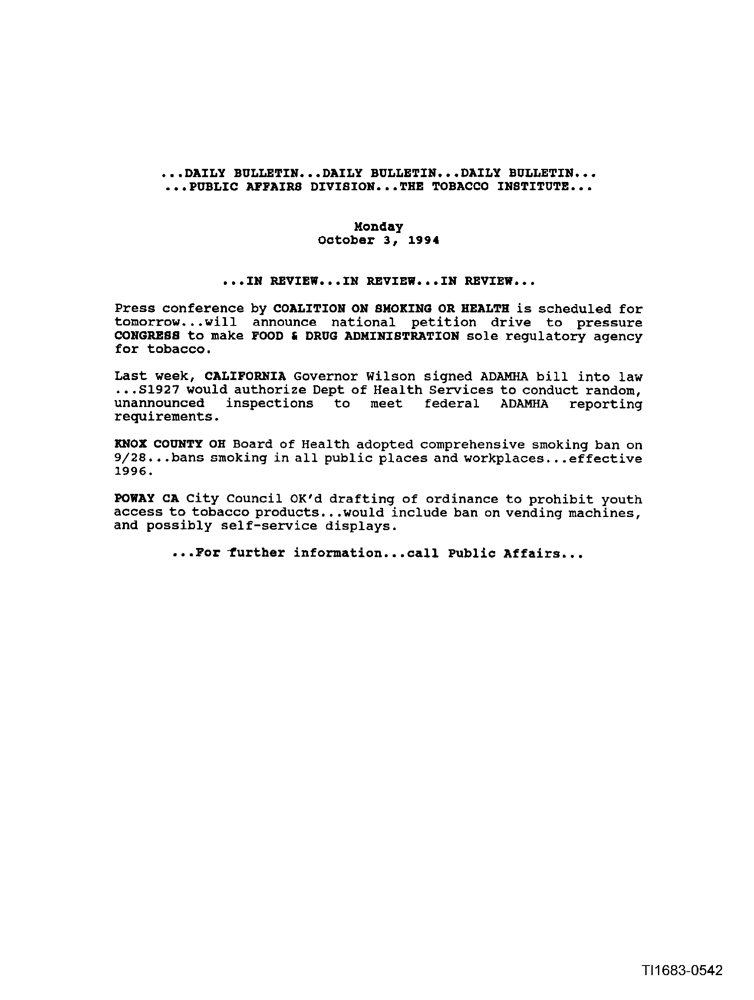 ...DAILY BULLETIN...DAILY BULLETIN...DAILY BULLETIN...
...PUBLIC AFFAIRS DIVISION...THE TOBACCO INSTITUTE...
Monday
October 3, 1994
...IN REVIEW...IN REVIEW...IN REVIEW...
Press conference by COALITION ON SMOKING OR HEALTH is scheduled for
tomorrow...will announce national petition drive to pressure
CONGRESS to make FOOD & DRUG ADMINISTRATION sole regulatory agency
for tobacco.
Last week, CALIFORNIA Governor Wilson signed ADAMHA bill into law
...S1927 would authorize Dept of Health Services to conduct random,
unannounced inspections to meet federal ADAMHA reporting
requirements.
KNOX COUNTY OH Board of Health adopted comprehensive smoking ban on
9/28...bans smoking in all public places and workplaces...effective
1996.
POWAY CA City Council OK'd drafting of ordinance to prohibit youth
access to tobacco products...would include ban on vending machines,
and possibly self-service displays.
...For further information...call Public Affairs...
TI1683-0542